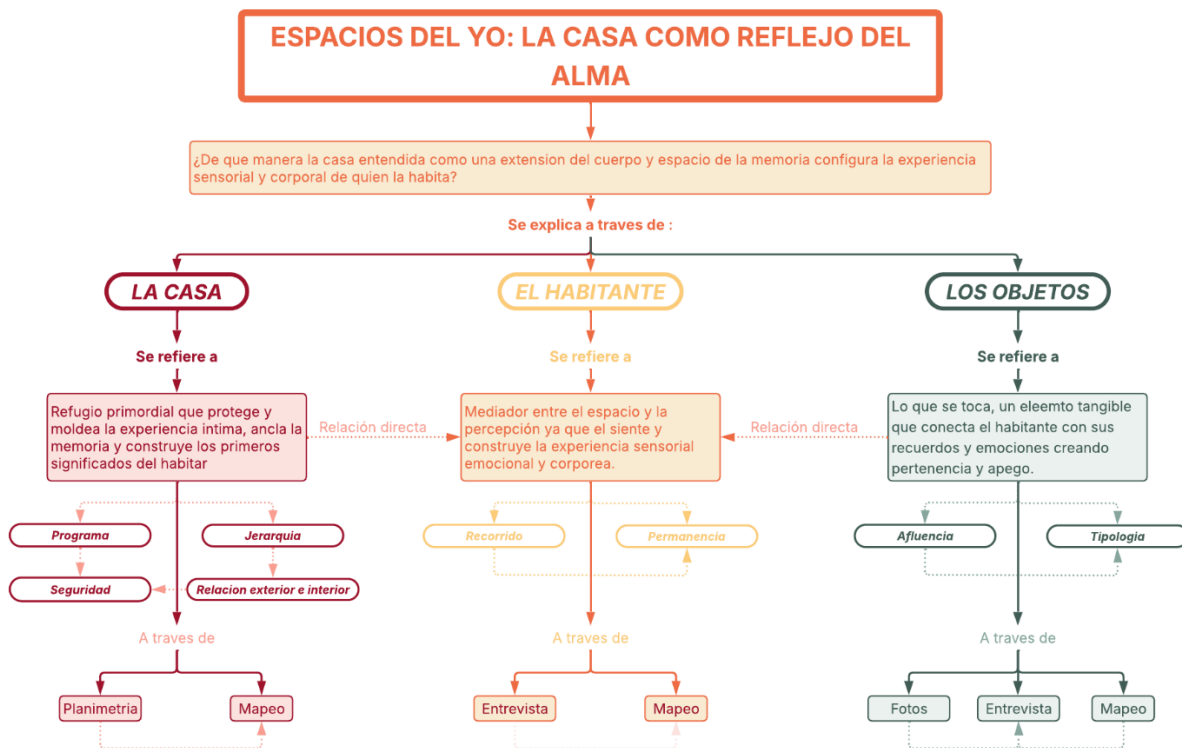 ESPACIOS DEL YO: LA CASA COMO REFLEJO DEL
ALMA
¿De que manera la casa entendida como una extension del cuerpo y espacio de la memoria configura la experiencia
sensorial y corporal de quien la habita?
Se explica a traves de :
LA CASA
EL HABITANTE
LOS OBJETOS
Se refiere a
Se refiere a
Se refiere a
Refugio primordial que protege y
moldea la experiencia intima, ancla la
memoria y construye los primeros
significados del habitar
Relación directa
Mediador entre el espacio y la
percepción ya que el siente y
construye la experiencia sensorial
emocional y corporea.
Relación directa
Lo que se toca, un eleemto tangible
que conecta el habitante con sus
recuerdos y emociones creando
pertenencia y apego.
Programa
Jerarquia
Recorrido
Permanencia
Afluencia
Tipologia
Seguridad
Relacion exterior e interior
A traves de
A traves de
A traves de
Planimetria
Mapeo
Entrevista
Mapeo
Fotos
Entrevista
Mapeo